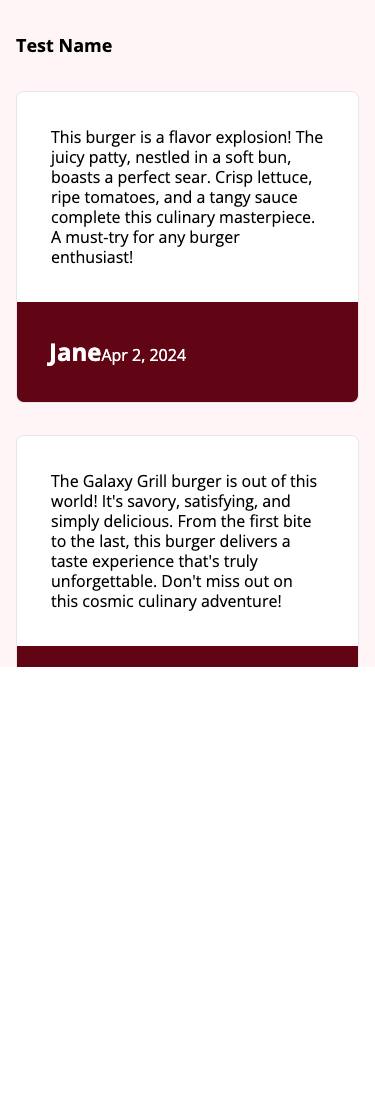 Test Name
This burger is a flavor explosion! The
juicy patty, nestled in a soft bun,
boasts a perfect sear. Crisp lettuce,
ripe tomatoes, and a tangy sauce
complete this culinary masterpiece.
A must-try for any burger
enthusiast!
JaneApr 2, 2024
The Galaxy Grill burger is out of this
world! It's savory, satisfying, and
simply delicious. From the first bite
to the last, this burger delivers a
taste experience that's truly
unforgettable. Don't miss out on
this cosmic culinary adventure!